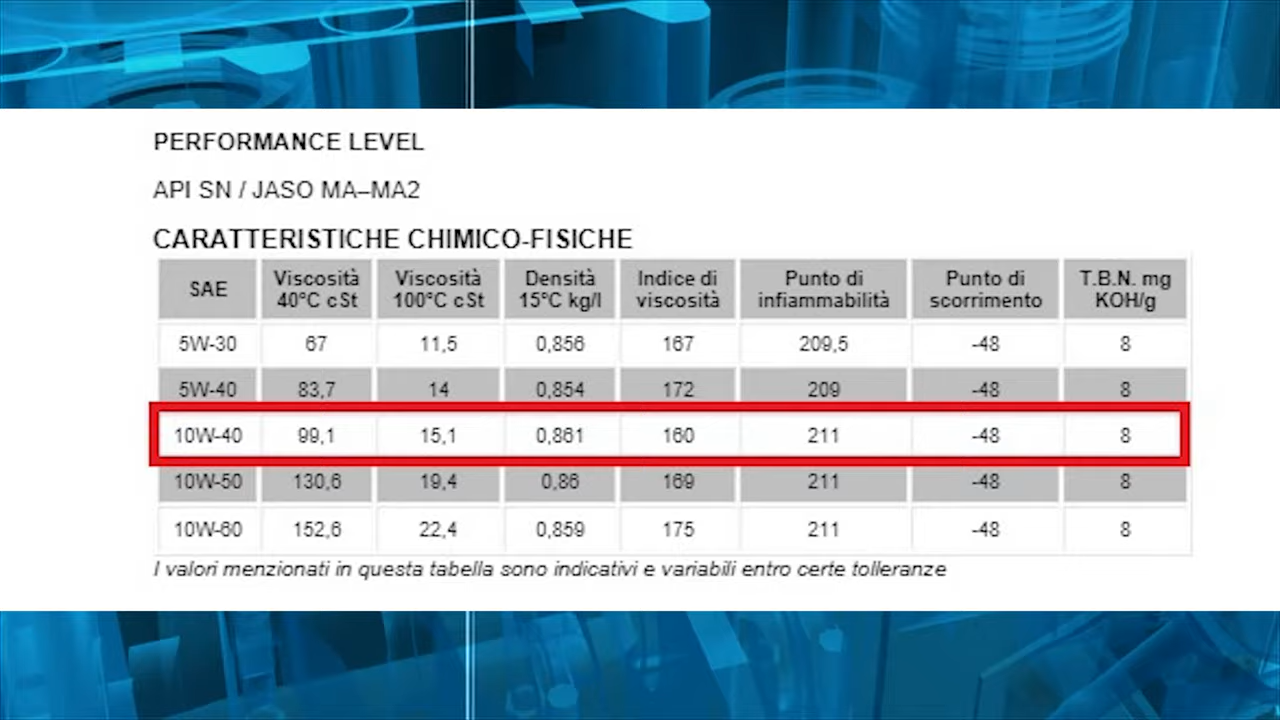 PERFORMANCE LEVEL
API SN / JASO MA–MA2
CARATTERISTICHE CHIMICO-FISICHE
SAE Viscosità 40°C cSt Viscosità 100°C cSt Densità 15°C kg/l Indice di viscosità Punto di infiammabilità Punto di scorrimento T.B.N. mg KOH/g
5W-30 67 11,5 0,856 167 209,5 -48 8
5W-40 83,7 14 0,854 172 209 -48 8
10W-40 99,1 15,1 0,861 160 211 -48 8
10W-50 130,6 19,4 0,86 169 211 -48 8
10W-60 152,6 22,4 0,859 175 211 -48 8
I valori menzionati in questa tabella sono indicativi e variabili entro certe tolleranze